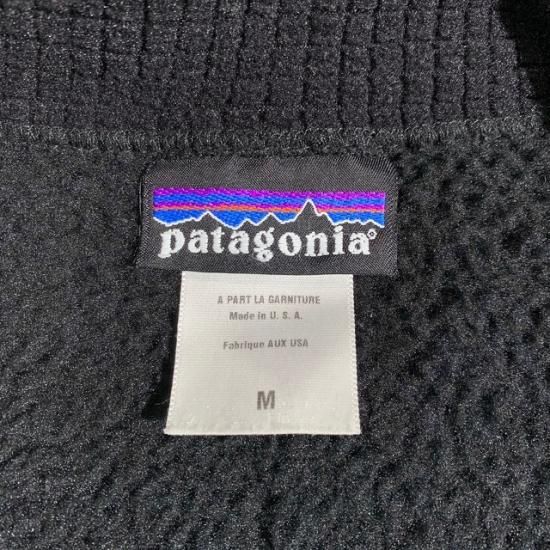 patagonia®
A PART LA GARNITURE
Made in U. S. A.
Fabrique AUX USA
M